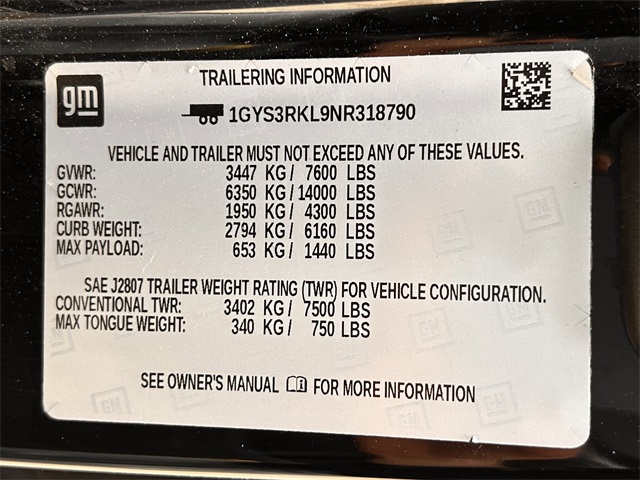 gm
TRAILERING INFORMATION
1GYS3RKL9NR318790
VEHICLE AND TRAILER MUST NOT EXCEED ANY OF THESE VALUES.
GVWR: 3447 KG/ 7600 LBS
GCWR: 6350 KG/14000 LBS
RGAWR: 1950 KG/ 4300 LBS
CURB WEIGHT: 2794 KG/ 6160 LBS
MAX PAYLOAD: 653 KG/ 1440 LBS
SAE J2807 TRAILER WEIGHT RATING (TWR) FOR VEHICLE CONFIGURATION.
CONVENTIONAL TWR: 3402 KG/ 7500 LBS
MAX TONGUE WEIGHT: 340 KG/ 750 LBS
SEE OWNER'S MANUAL FOR MORE INFORMATION